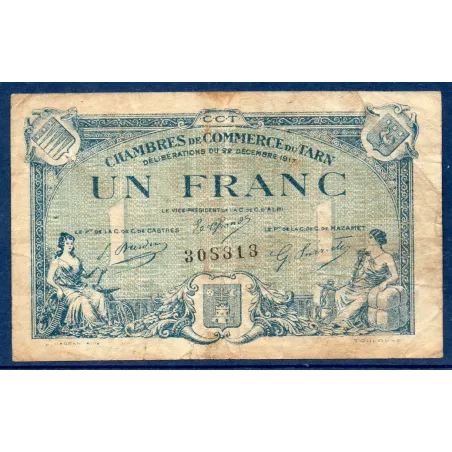 CCT
CHAMBRES DE COMMERCE DU TARN
DÉLIBÉRATIONS DU 22 DÉCEMBRE 1917
UN FRANC
LE VICE-PRÉSIDENT DE LA C. DE C. D'ALBI
LE PT DE LA C. DE C. DE CASTRES
LE PT DE LA C. DE C. DE MAZAMET
308313
TOULOUSE